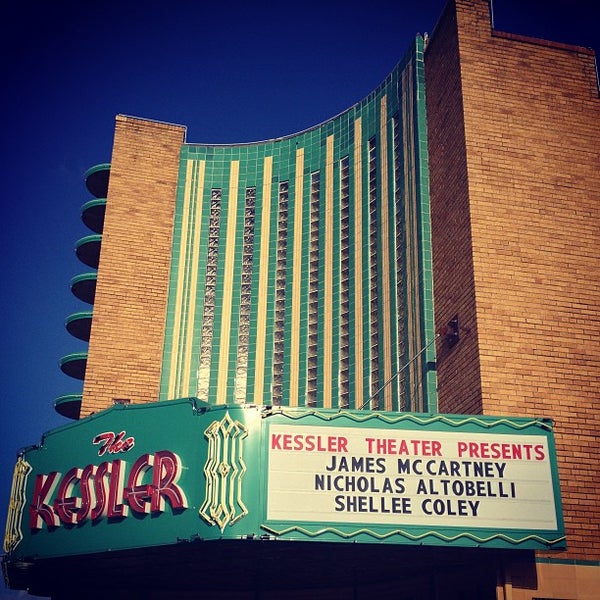 The
KESSLER
KESSLER THEATER PRESENTS
JAMES MCCARTNEY
NICHOLAS ALTOBELLI
SHELLEE COLEY